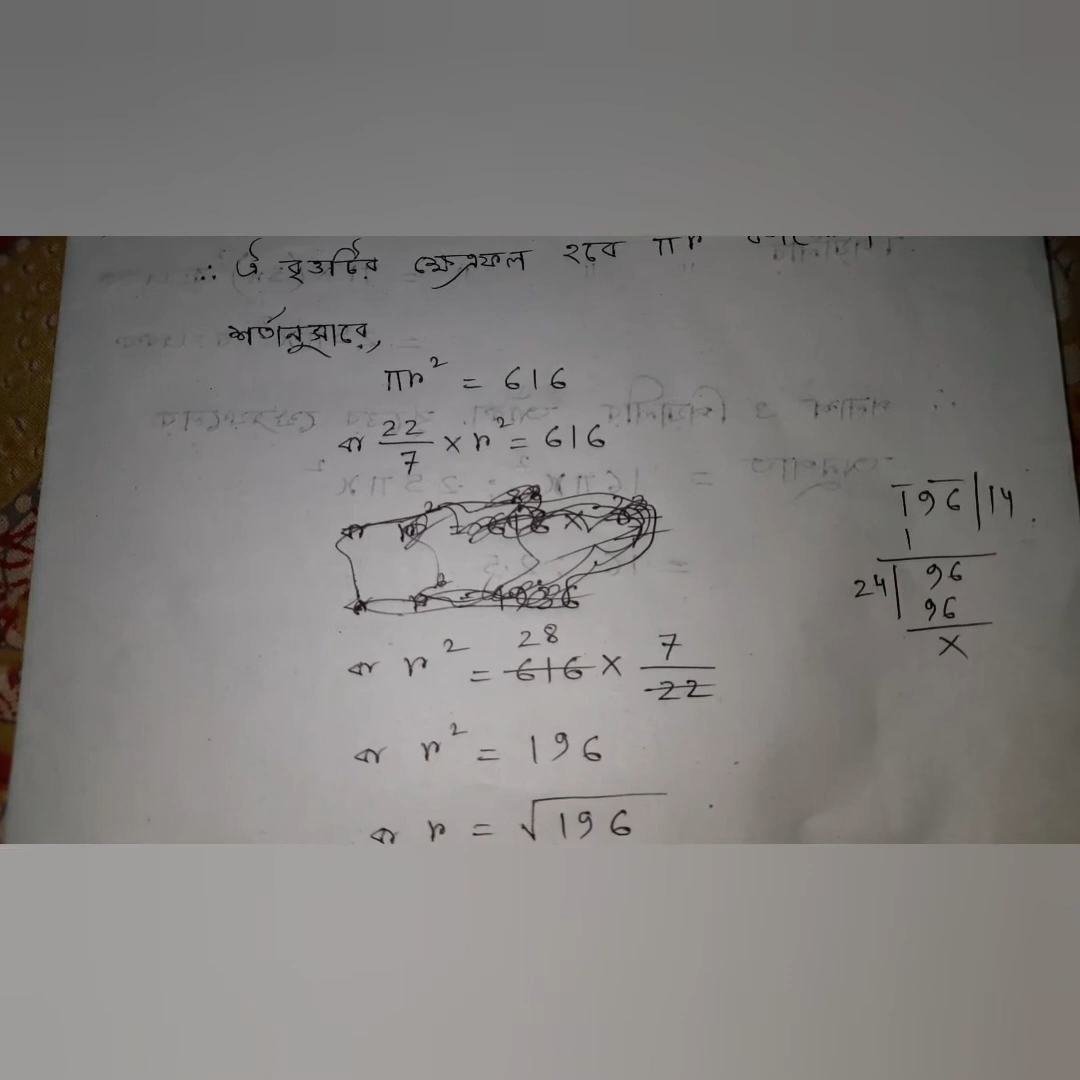 ∴ ঐ বৃত্তটির ক্ষেত্রফল হবে πr
শর্তানুসারে,
πr² = 616
বা 22/7 × r² = 616
বা r² = 616 × 7/22
28
বা r² = 196
বা r = √196
196 | 14
1
24 | 96
96
×